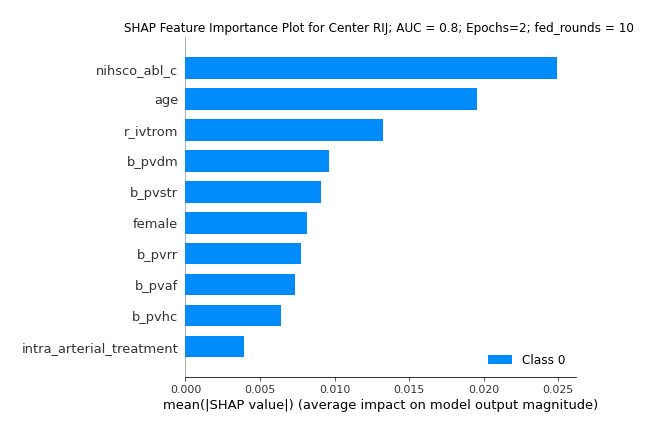 SHAP Feature Importance Plot for Center RIJ; AUC = 0.8; Epochs=2; fed_rounds = 10
nihsco_abl_c
age
r_ivtrom
b_pvdm
b_pvstr
female
b_pvrr
b_pvaf
b_pvhc
intra_arterial_treatment
Class 0
0.000 0.005 0.010 0.015 0.020 0.025
mean(|SHAP value|) (average impact on model output magnitude)